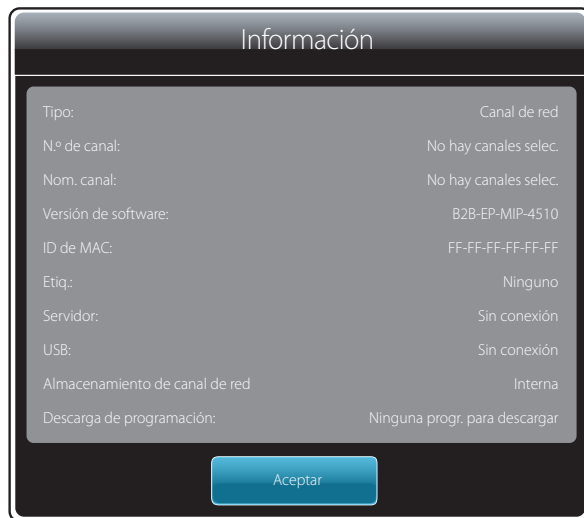 Información
Tipo: Canal de red
N.º de canal: No hay canales selec.
Nom. canal: No hay canales selec.
Versión de software: B2B-EP-MIP-4510
ID de MAC: FF-FF-FF-FF-FF-FF
Etiq.: Ninguno
Servidor: Sin conexión
USB: Sin conexión
Almacenamiento de canal de red Interna
Descarga de programación: Ninguna progr. para descargar
Aceptar